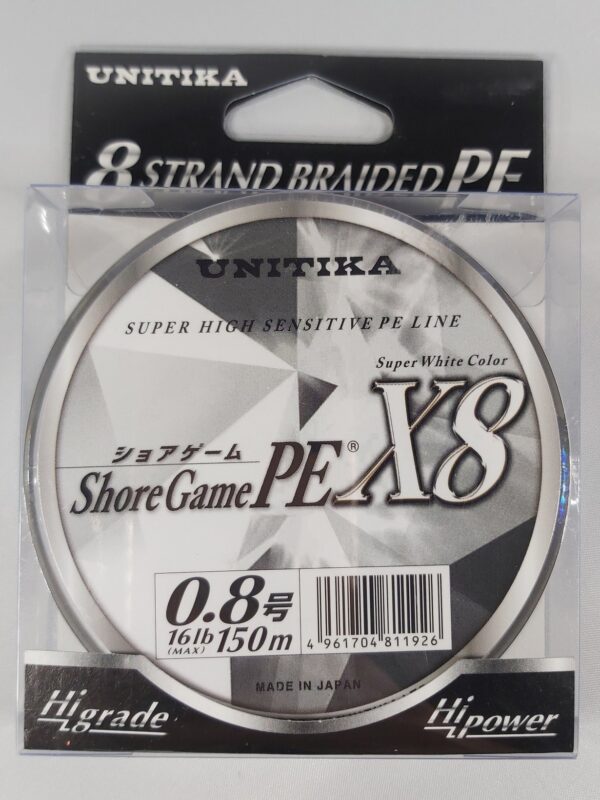 UNITIKA
8 STRAND BRAIDED PE
UNITIKA
SUPER HIGH SENSITIVE PE LINE
Super White Color
ショアゲーム
Shore Game PE® X8
0.8号
16lb (MAX) 150m
4 961704 811926
MADE IN JAPAN
Hi grade
Hi power